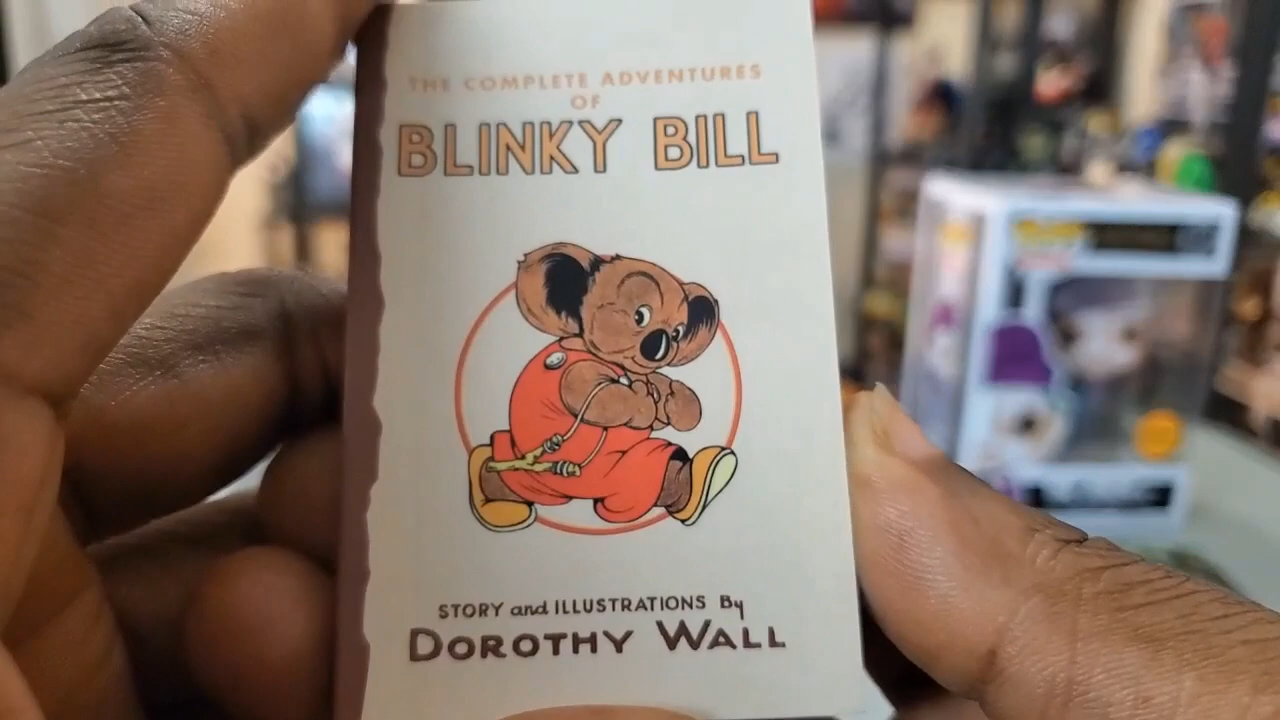 THE COMPLETE ADVENTURES
OF
BLINKY BILL
STORY and ILLUSTRATIONS By
DOROTHY WALL